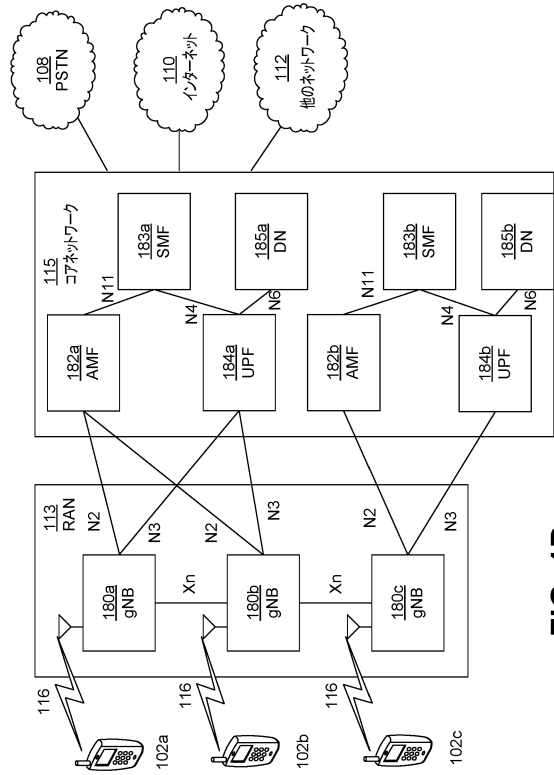 108
PSTN
110
インターネット
112
他のネットワーク
115
コアネットワーク
183a
SMF
185a
DN
183b
SMF
185b
DN
N11
N4
N6
N11
N4
N6
182a
AMF
184a
UPF
182b
AMF
184b
UPF
113
RAN
N2
N3
N2
N3
N2
N3
180a
gNB
Xn
180b
gNB
Xn
180c
gNB
116
116
116
102a
102b
102c